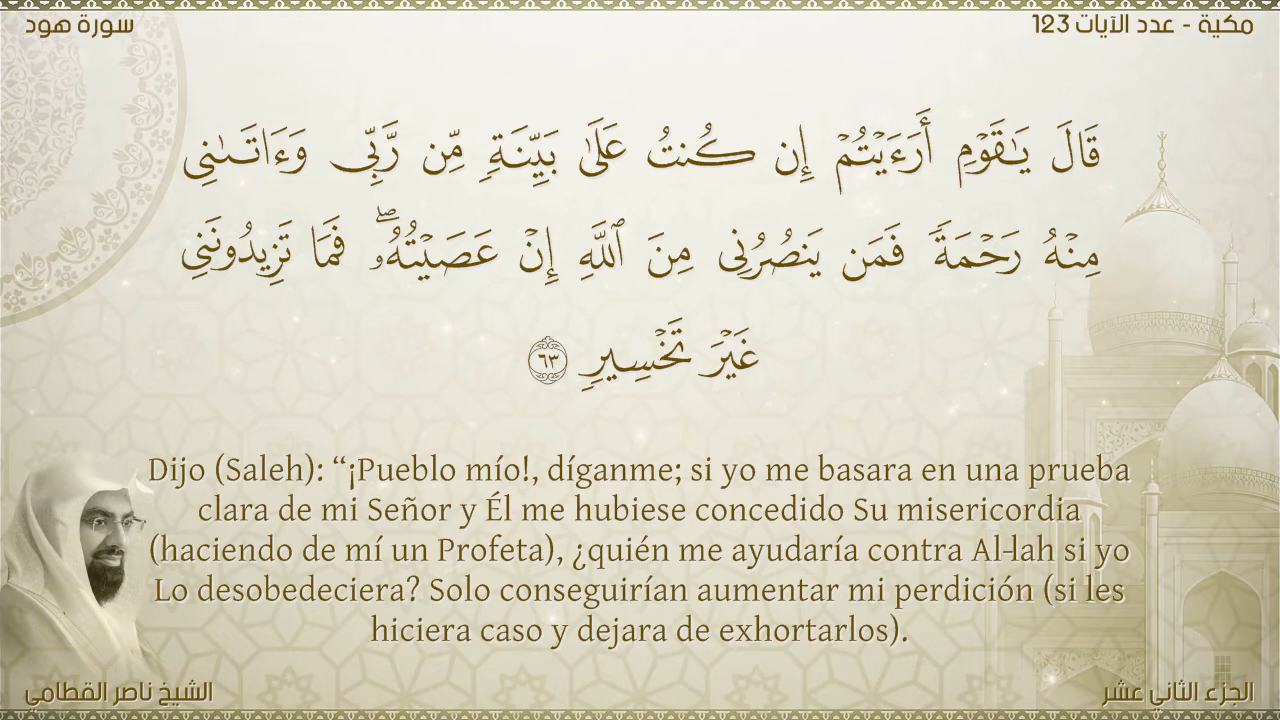 مكية - عدد الآيات 123
سورة هود
قَالَ يَـٰقَوْمِ أَرَءَيْتُمْ إِن كُنتُ عَلَىٰ بَيِّنَةٍ مِّن رَّبِّى وَءَاتَىٰنِى
مِنْهُ رَحْمَةً فَمَن يَنصُرُنِى مِنَ ٱللَّهِ إِنْ عَصَيْتُهُۥ ۖ فَمَا تَزِيدُونَنِى
غَيْرَ تَخْسِيرٍ ٦٣
Dijo (Saleh): “¡Pueblo mío!, díganme; si yo me basara en una prueba
clara de mi Señor y Él me hubiese concedido Su misericordia
(haciendo de mí un Profeta), ¿quién me ayudaría contra Al-lah si yo
Lo desobedeciera? Solo conseguirían aumentar mi perdición (si les
hiciera caso y dejara de exhortarlos).
الجزء الثاني عشر
الشيخ ناصر القطامي